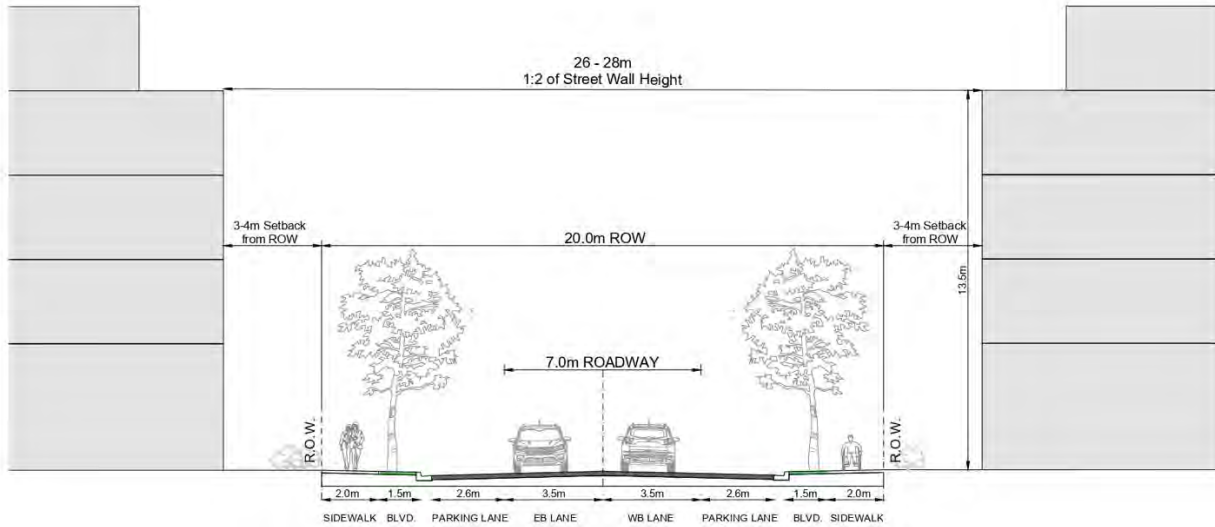 26 - 28m
1:2 of Street Wall Height
3-4m Setback
from ROW
20.0m ROW
3-4m Setback
from ROW
13.5m
7.0m ROADWAY
R.O.W.
R.O.W.
2.0m 1.5m 2.6m 3.5m 3.5m 2.6m 1.5m 2.0m
SIDEWALK BLVD. PARKING LANE EB LANE WB LANE PARKING LANE BLVD. SIDEWALK